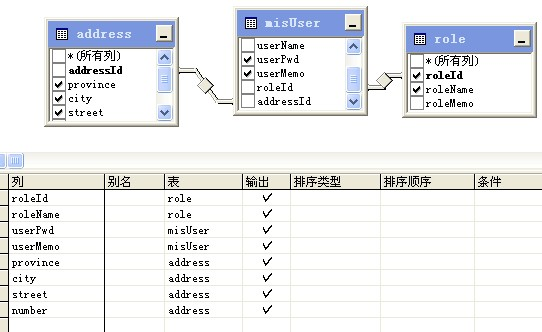 address
*(所有列)
addressId
province
city
street
misUser
userName
userPwd
userMemo
roleId
addressId
role
*(所有列)
roleId
roleName
roleMemo
列 别名 表 输出 排序类型 排序顺序 条件
roleId role
roleName role
userPwd misUser
userMemo misUser
province address
city address
street address
number address